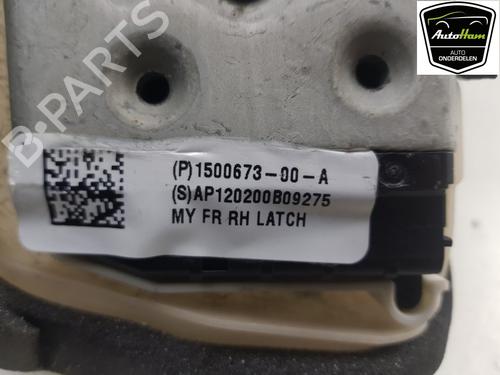 AutoHam
AUTO
ONDERDELEN
B-PARTS
(P)1500673-00-A
(S)AP120200B09275
MY FR RH LATCH